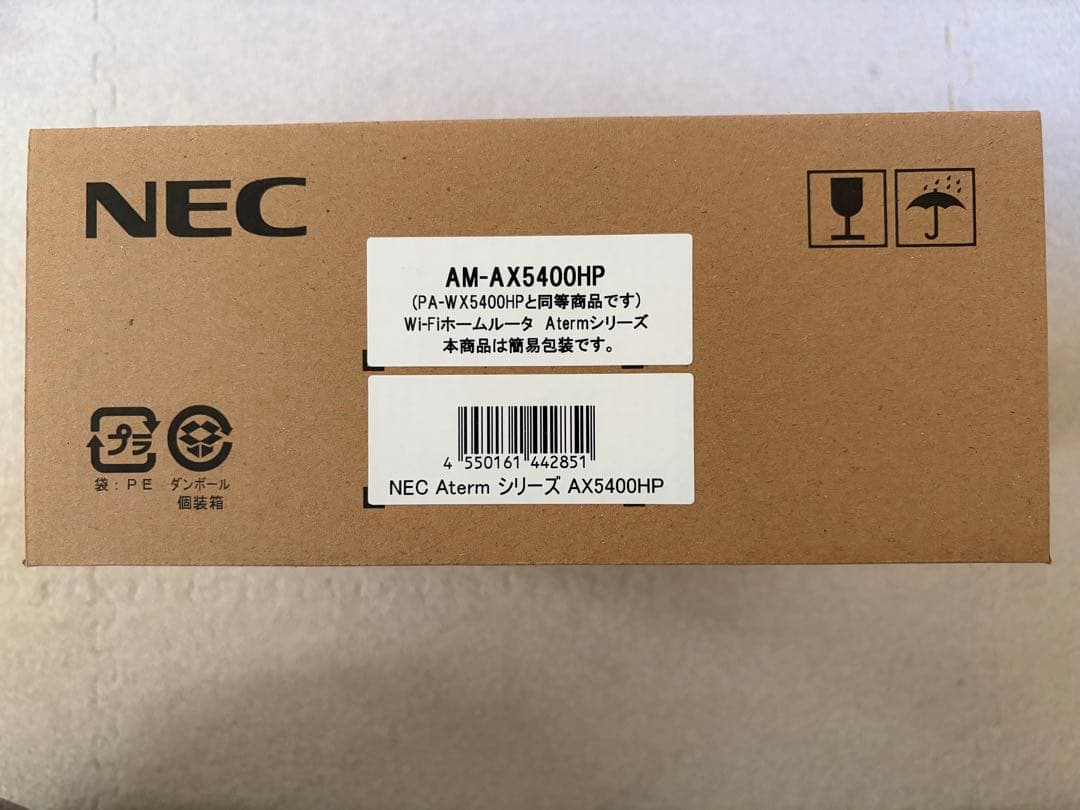 NEC
AM-AX5400HP
(PA-WX5400HPと同等商品です)
Wi-Fiホームルータ Atermシリーズ
本商品は簡易包装です。
4 550161 442851
NEC Aterm シリーズ AX5400HP
プラ
袋：PE
ダンボール
個装箱